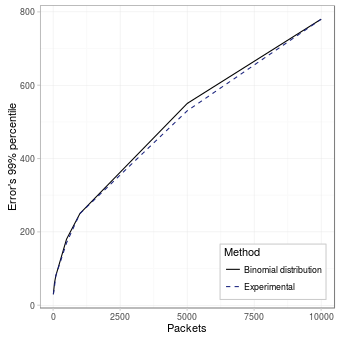 800
600
400
200
0
Error's 99% percentile
0 2500 5000 7500 10000
Packets
Method
Binomial distribution
Experimental